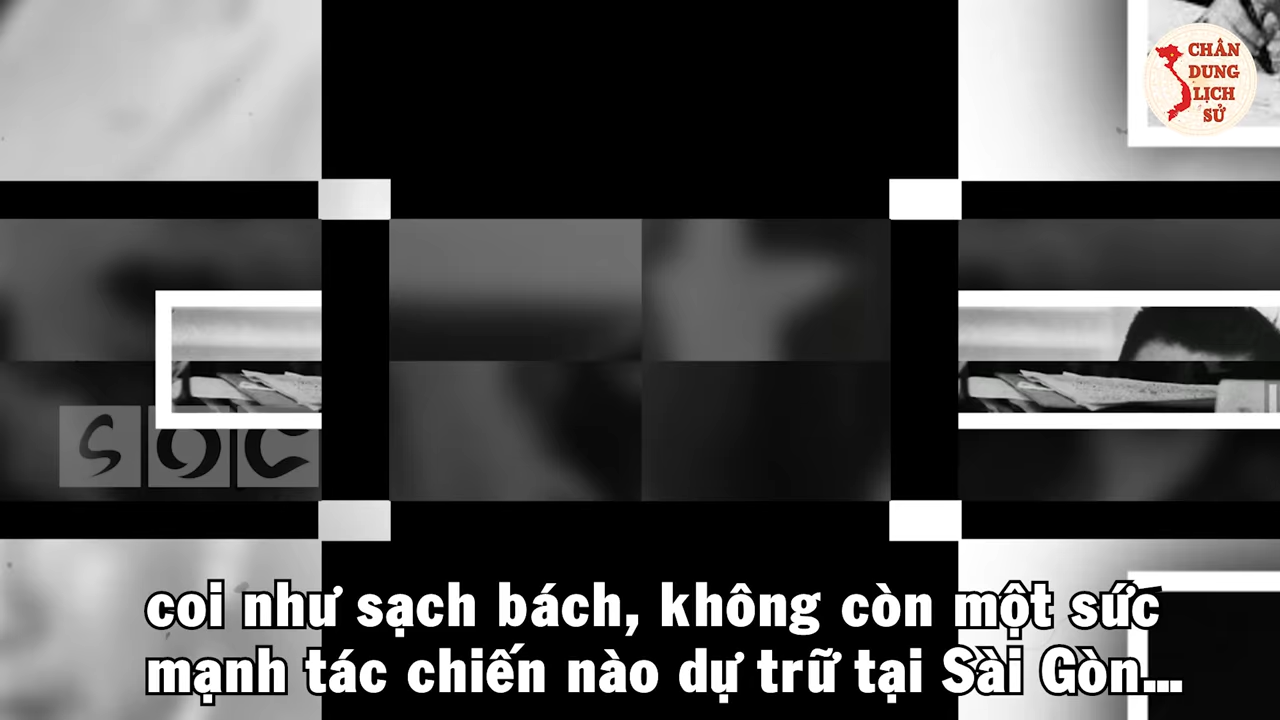 CHÂN
DUNG
LỊCH
SỬ
SOC
coi như sạch bách, không còn một sức
mạnh tác chiến nào dự trữ tại Sài Gòn...